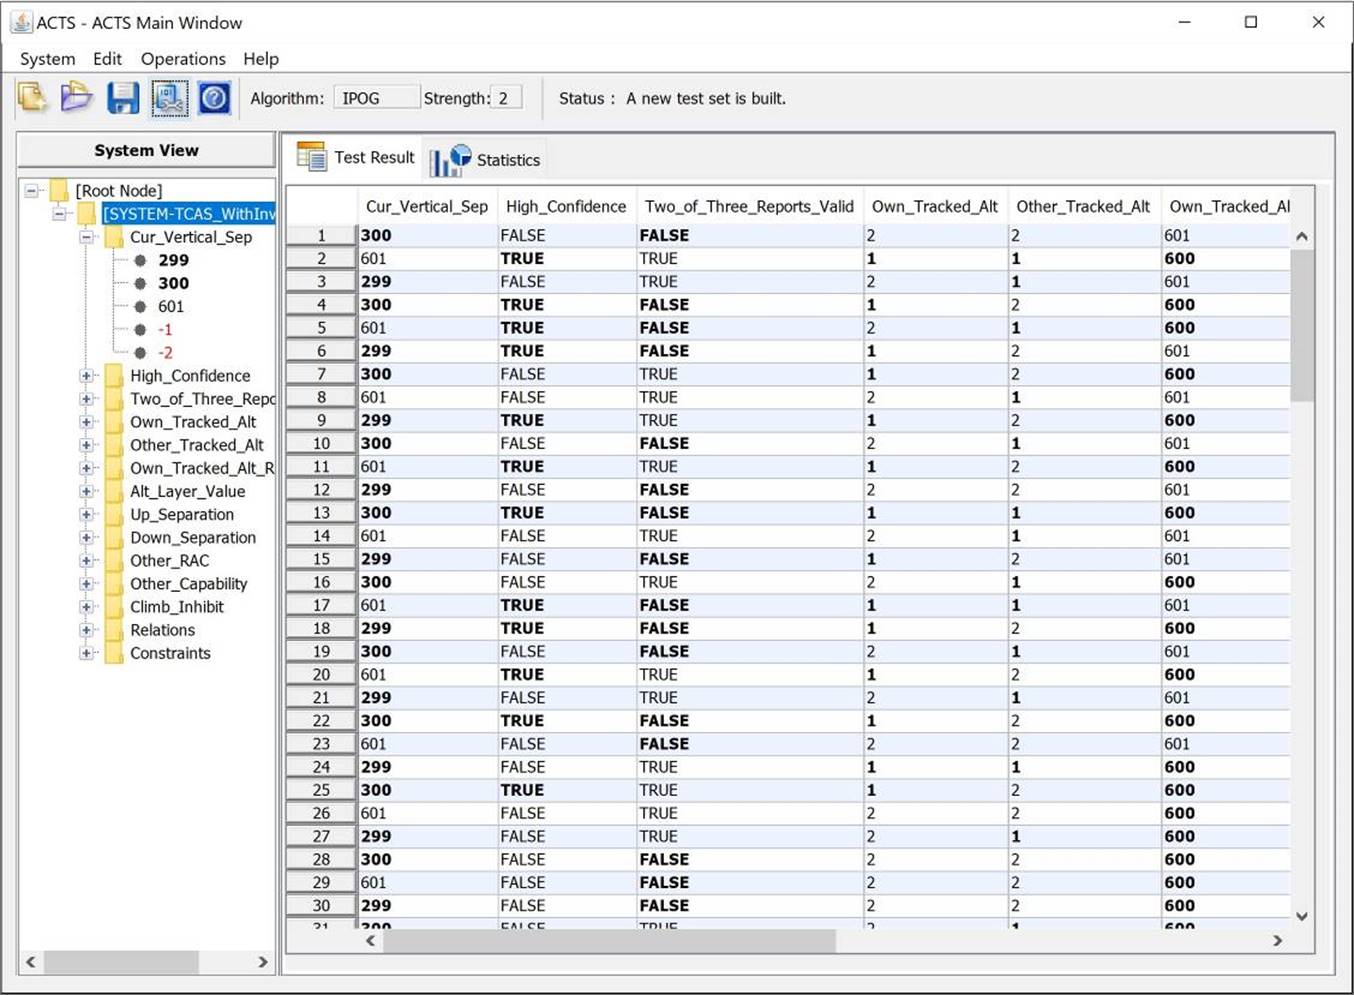 ACTS - ACTS Main Window
System Edit Operations Help
Algorithm: IPOG Strength: 2 Status : A new test set is built.
System View
[Root Node]
[SYSTEM-TCAS_WithInv
Cur_Vertical_Sep
299
300
601
-1
-2
High_Confidence
Two_of_Three_Repo
Own_Tracked_Alt
Other_Tracked_Alt
Own_Tracked_Alt_R
Alt_Layer_Value
Up_Separation
Down_Separation
Other_RAC
Other_Capability
Climb_Inhibit
Relations
Constraints
Test Result Statistics
Cur_Vertical_Sep High_Confidence Two_of_Three_Reports_Valid Own_Tracked_Alt Other_Tracked_Alt Own_Tracked_Al
1 300 FALSE FALSE 2 2 601
2 601 TRUE TRUE 1 1 600
3 299 FALSE TRUE 2 1 601
4 300 TRUE FALSE 1 2 600
5 601 TRUE FALSE 2 1 600
6 299 TRUE FALSE 1 2 601
7 300 FALSE TRUE 1 2 600
8 601 FALSE TRUE 2 1 601
9 299 TRUE TRUE 1 2 600
10 300 FALSE FALSE 2 1 601
11 601 TRUE TRUE 1 2 600
12 299 FALSE FALSE 2 2 601
13 300 TRUE FALSE 1 1 600
14 601 FALSE TRUE 2 1 601
15 299 FALSE FALSE 1 2 601
16 300 FALSE TRUE 2 1 600
17 601 TRUE FALSE 1 1 601
18 299 TRUE FALSE 1 2 600
19 300 FALSE FALSE 2 1 601
20 601 TRUE TRUE 1 2 600
21 299 FALSE TRUE 2 1 601
22 300 TRUE FALSE 1 2 600
23 601 FALSE FALSE 2 2 601
24 299 FALSE TRUE 1 1 600
25 300 TRUE TRUE 1 2 600
26 601 FALSE TRUE 2 2 600
27 299 FALSE TRUE 2 1 600
28 300 FALSE FALSE 2 2 600
29 601 FALSE FALSE 2 2 600
30 299 FALSE FALSE 2 2 600
31 300 FALSE TRUE 2 1 600